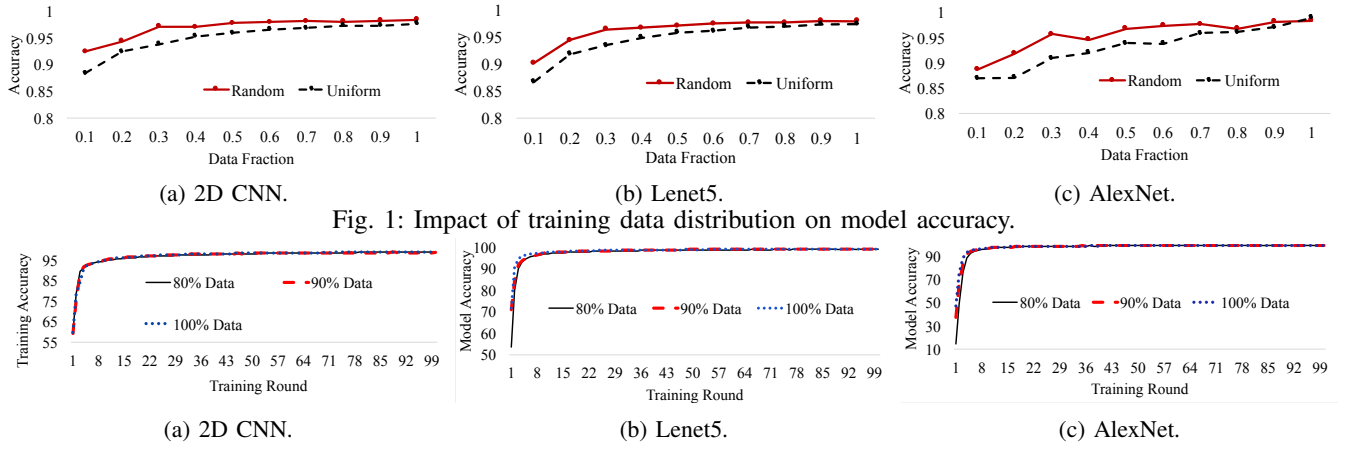 Accuracy
1
0.95
0.9
0.85
0.8
Random
Uniform
0.1 0.2 0.3 0.4 0.5 0.6 0.7 0.8 0.9 1
Data Fraction
(a) 2D CNN.
Accuracy
1
0.95
0.9
0.85
0.8
Random
Uniform
0.1 0.2 0.3 0.4 0.5 0.6 0.7 0.8 0.9 1
Data Fraction
(b) Lenet5.
Accuracy
1
0.95
0.9
0.85
0.8
Random
Uniform
0.1 0.2 0.3 0.4 0.5 0.6 0.7 0.8 0.9 1
Data Fraction
(c) AlexNet.
Fig. 1: Impact of training data distribution on model accuracy.
Training Accuracy
95
85
75
65
55
80% Data
90% Data
100% Data
1 8 15 22 29 36 43 50 57 64 71 78 85 92 99
Training Round
(a) 2D CNN.
Model Accuracy
100
90
80
70
60
50
80% Data
90% Data
100% Data
1 8 15 22 29 36 43 50 57 64 71 78 85 92 99
Training Round
(b) Lenet5.
Model Accuracy
90
70
50
30
10
80% Data
90% Data
100% Data
1 8 15 22 29 36 43 50 57 64 71 78 85 92 99
Training Round
(c) AlexNet.